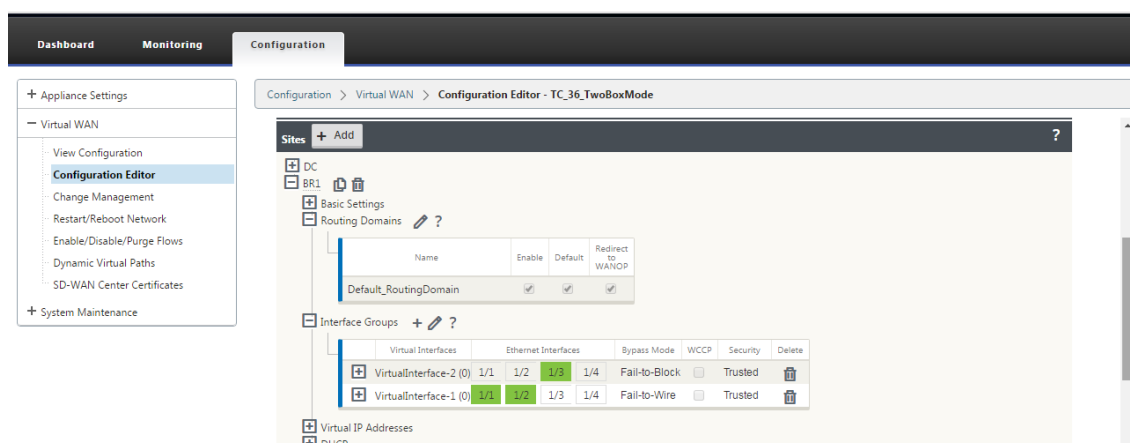 Dashboard Monitoring Configuration
+ Appliance Settings
Configuration > Virtual WAN > Configuration Editor - TC_36_TwoBoxMode
− Virtual WAN
View Configuration
Configuration Editor
Change Management
Restart/Reboot Network
Enable/Disable/Purge Flows
Dynamic Virtual Paths
SD-WAN Center Certificates
+ System Maintenance
Sites + Add ?
DC
BR1
Basic Settings
Routing Domains ?
Name Enable Default Redirect to WANOP
Default_RoutingDomain
Interface Groups + ?
Virtual Interfaces Ethernet Interfaces Bypass Mode WCCP Security Delete
VirtualInterface-2 (0) 1/1 1/2 1/3 1/4 Fail-to-Block Trusted
VirtualInterface-1 (0) 1/1 1/2 1/3 1/4 Fail-to-Wire Trusted
Virtual IP Addresses
DHCP